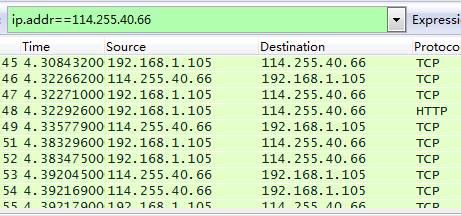 ip.addr==114.255.40.66 Expressi
Time Source Destination Protoco
45 4.30843200 192.168.1.105 114.255.40.66 TCP
46 4.32266200 114.255.40.66 192.168.1.105 TCP
47 4.32271000 192.168.1.105 114.255.40.66 TCP
48 4.32292600 192.168.1.105 114.255.40.66 HTTP
49 4.33577900 114.255.40.66 192.168.1.105 TCP
51 4.38329600 114.255.40.66 192.168.1.105 TCP
52 4.38347500 192.168.1.105 114.255.40.66 TCP
53 4.39204500 114.255.40.66 192.168.1.105 TCP
54 4.39216900 114.255.40.66 192.168.1.105 TCP
55 4.39217900 192.168.1.105 114.255.40.66 TCP